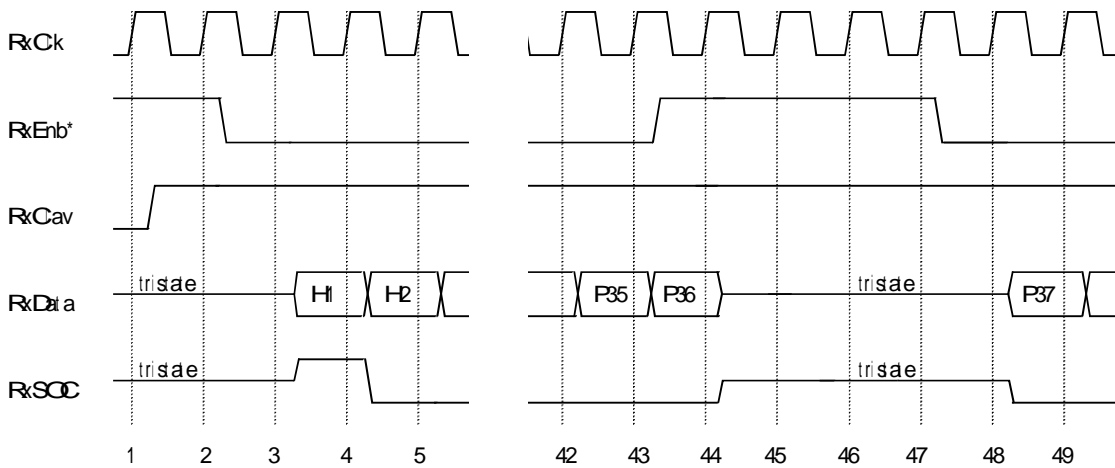 RxClk
RxEnb*
RxClav
tristate tristate
RxData H1 H2 P35 P36 P37
tristate tristate
RxSOC
1 2 3 4 5 42 43 44 45 46 47 48 49